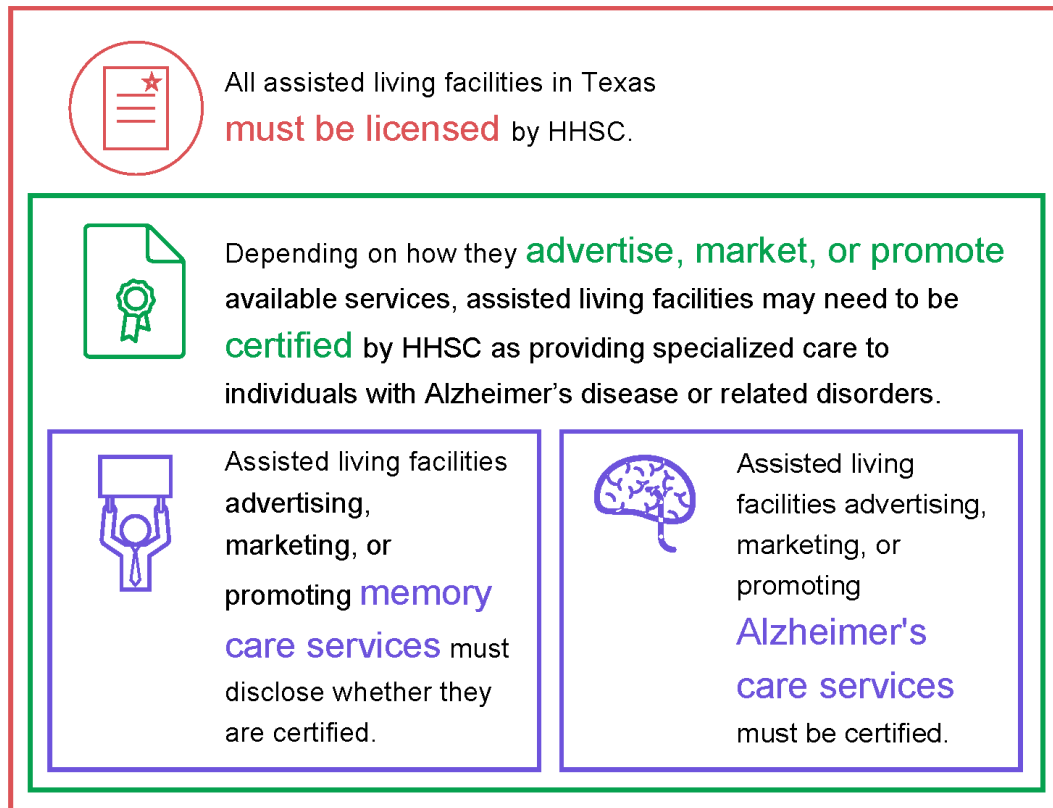 All assisted living facilities in Texas
must be licensed by HHSC.
Depending on how they advertise, market, or promote
available services, assisted living facilities may need to be
certified by HHSC as providing specialized care to
individuals with Alzheimer’s disease or related disorders.
Assisted living facilities
advertising,
marketing, or
promoting memory
care services must
disclose whether they
are certified.
Assisted living
facilities advertising,
marketing, or
promoting
Alzheimer's
care services
must be certified.